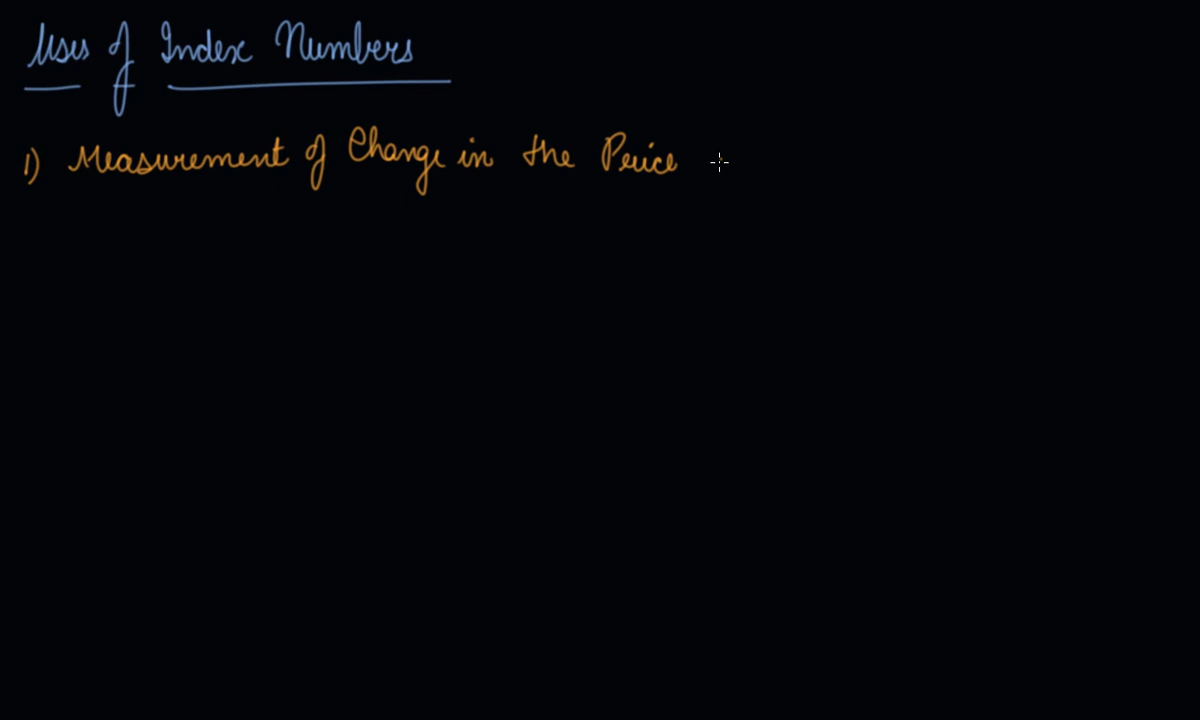 Uses of Index Numbers
1) Measurement of Change in the Price